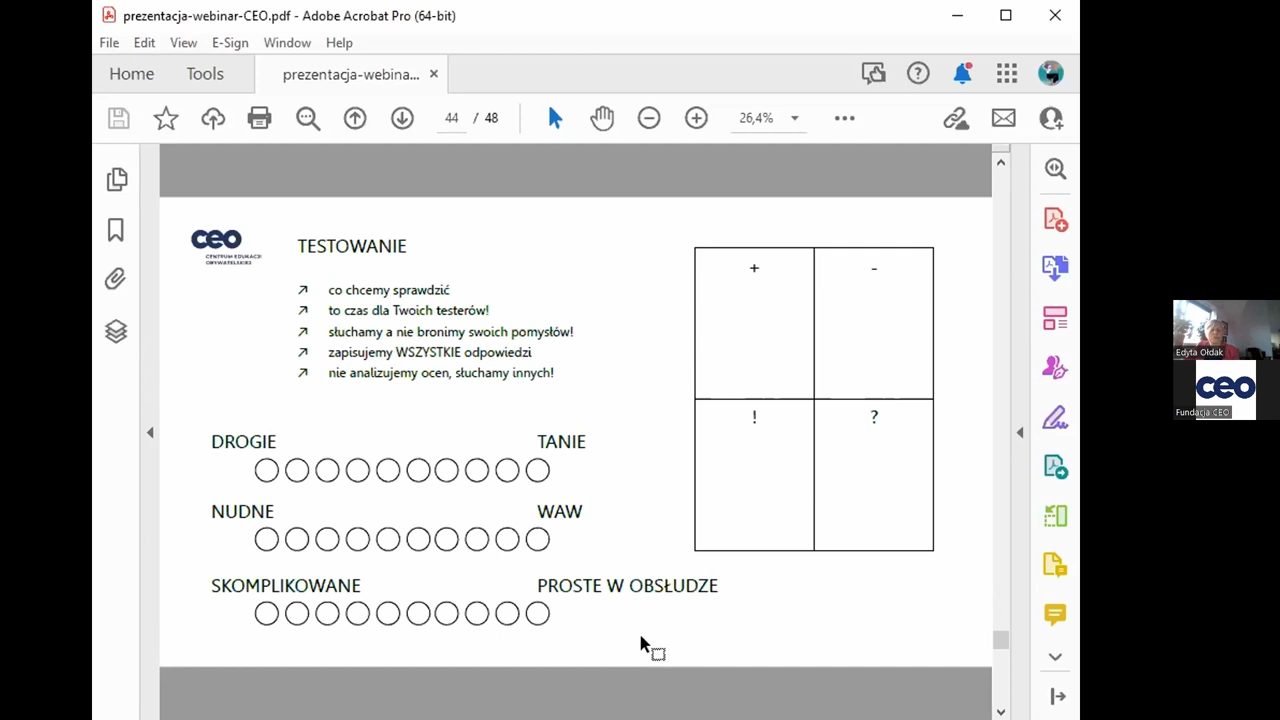 prezentacja-webinar-CEO.pdf - Adobe Acrobat Pro (64-bit)
File Edit View E-Sign Window Help
Home Tools prezentacja-webina... ×
44 / 48 26,4%
ceo
CENTRUM EDUKACJI
OBYWATELSKIEJ
TESTOWANIE
↗ co chcemy sprawdzić
↗ to czas dla Twoich testerów!
↗ słuchamy a nie bronimy swoich pomysłów!
↗ zapisujemy WSZYSTKIE odpowiedzi
↗ nie analizujemy ocen, słuchamy innych!
+ -
! ?
DROGIE TANIE
NUDNE WAW
SKOMPLIKOWANE PROSTE W OBSŁUDZE
Edyta Ołdak
ceo
Fundacja CEO